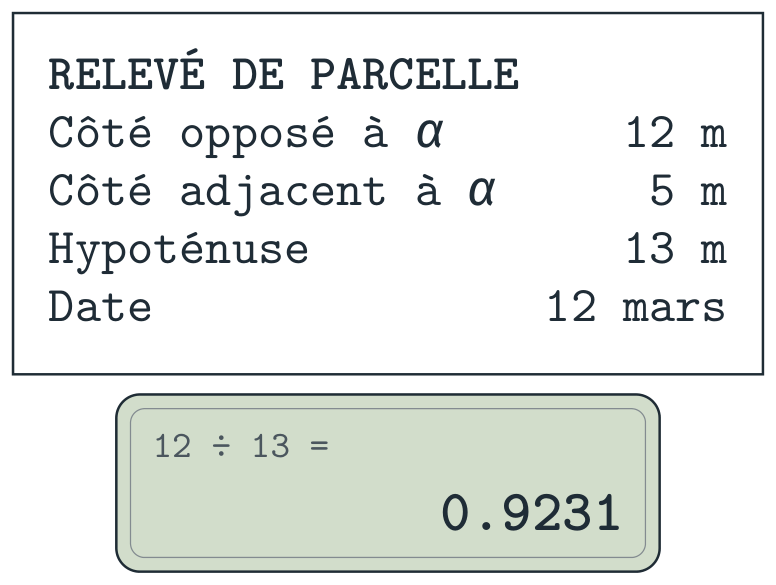 RELEVÉ DE PARCELLE
Côté opposé à α 12 m
Côté adjacent à α 5 m
Hypoténuse 13 m
Date 12 mars
12 ÷ 13 =
0.9231